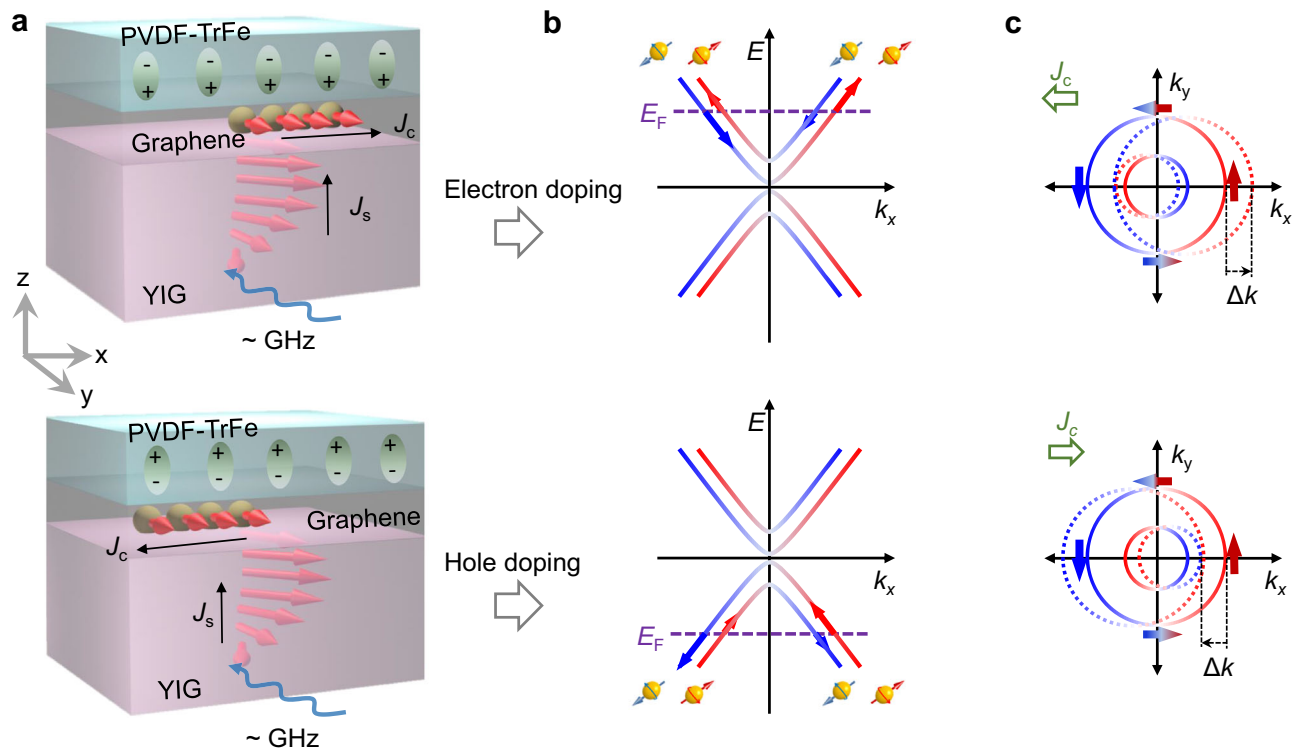 a
PVDF-TrFe
- - - - -
+ + + + +
Graphene
Jc
Js
YIG
~ GHz
z
x
y
PVDF-TrFe
+ + + + +
- - - - -
Graphene
Jc
Js
YIG
~ GHz
Electron doping
Hole doping
b
E
EF
kx
E
kx
EF
c
Jc
ky
kx
Δk
Jc
ky
kx
Δk